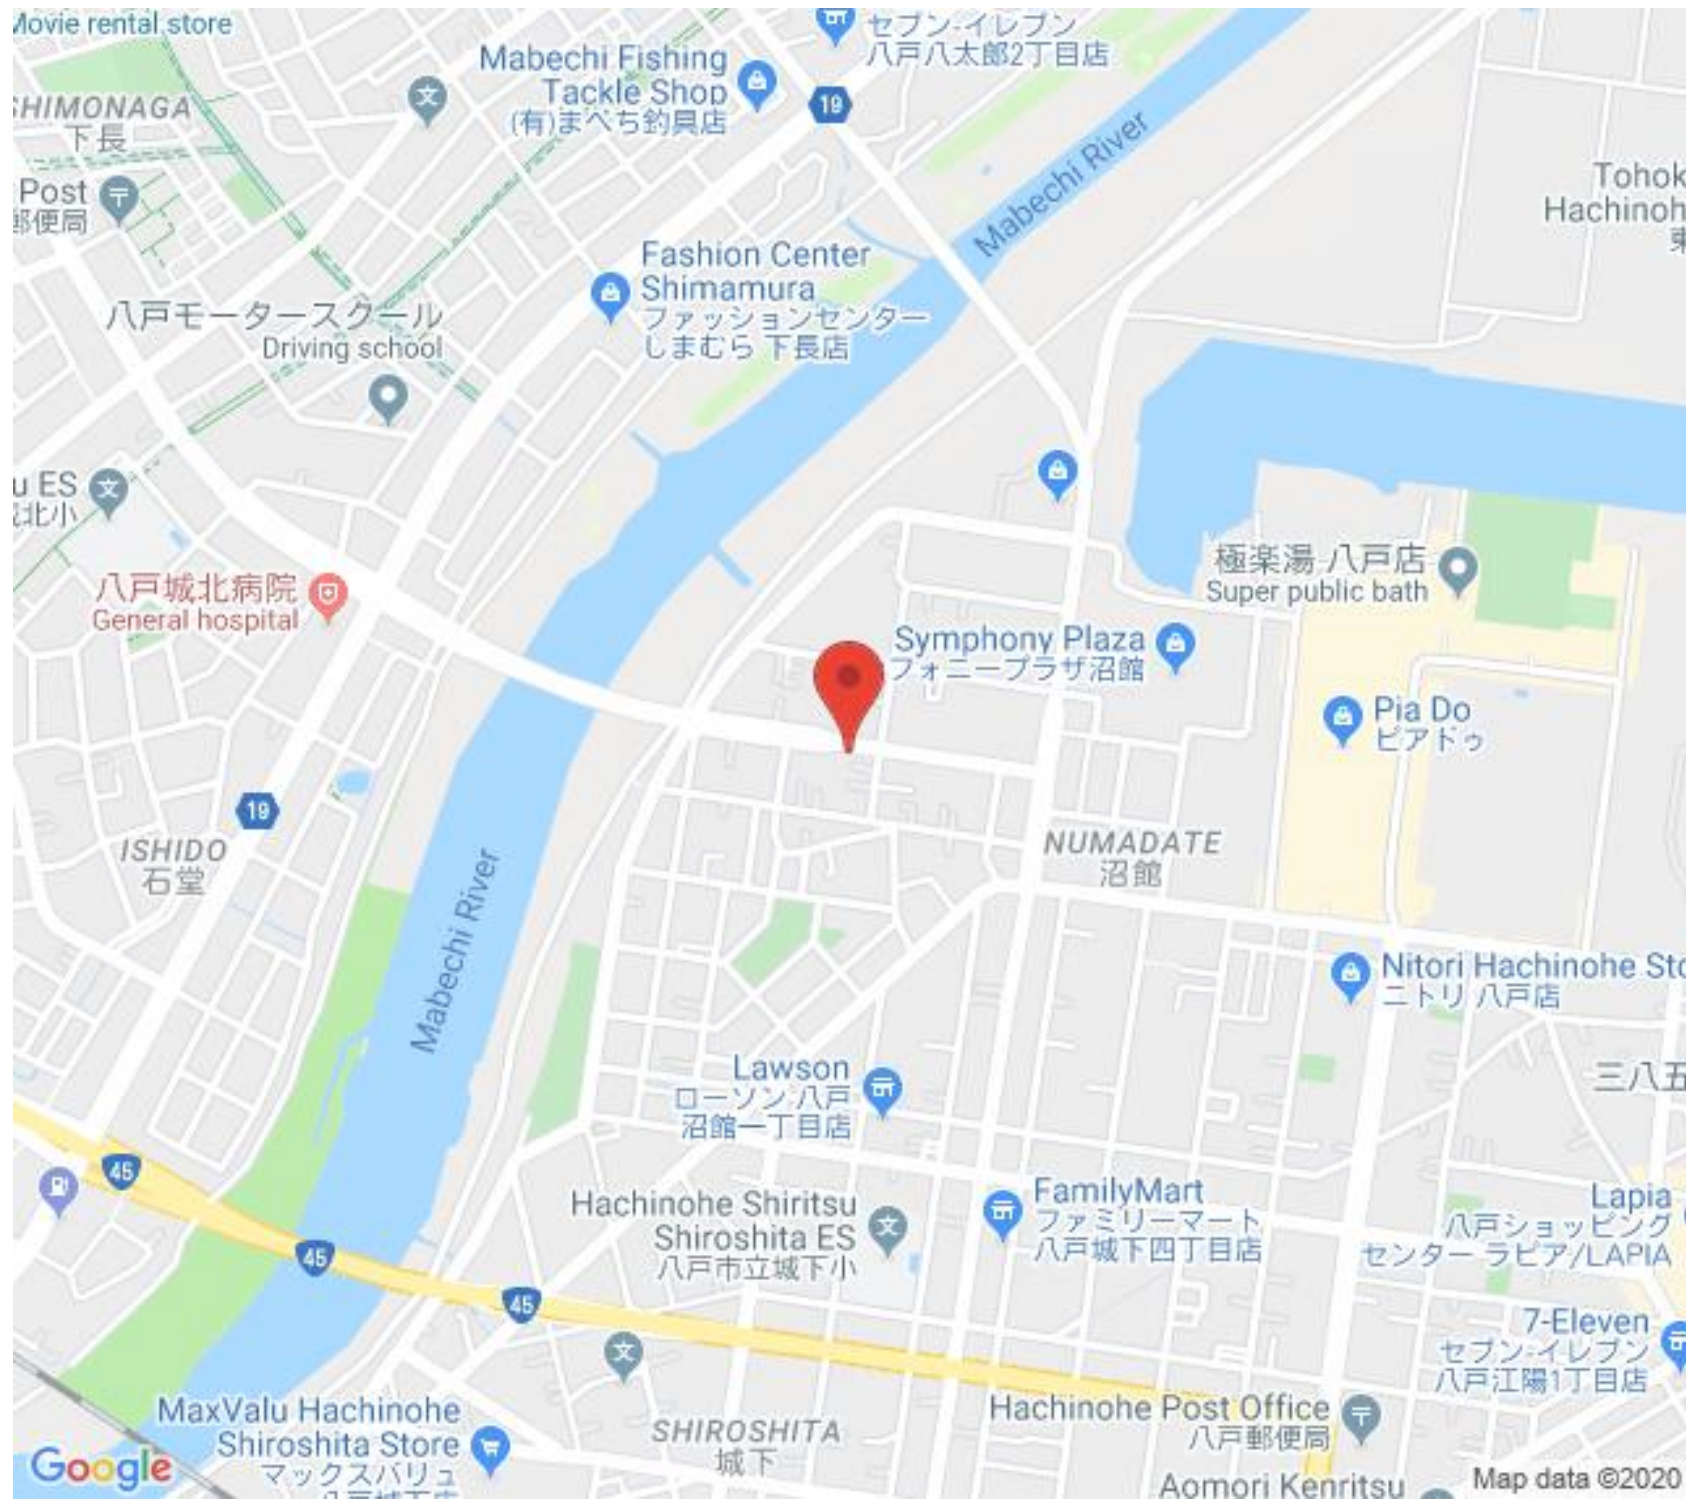 Movie rental store
セブン-イレブン
八戸八太郎2丁目店
Mabechi Fishing
Tackle Shop
(有)まべち釣具店
19
SHIMONAGA
下長
文
Mabechi River
Post
郵便局
Tohok
Hachinoh
東
Fashion Center
Shimamura
ファッションセンター
しまむら 下長店
八戸モータースクール
Driving school
u ES
城北小
文
八戸城北病院
General hospital
極楽湯 八戸店
Super public bath
Symphony Plaza
フォニープラザ沼館
Pia Do
ピアドゥ
19
ISHIDO
石堂
NUMADATE
沼館
Mabechi River
Nitori Hachinohe Sto
ニトリ 八戸店
Lawson
ローソン 八戸
沼館一丁目店
三八五
45
Hachinohe Shiritsu
Shiroshita ES
八戸市立城下小
文
FamilyMart
ファミリーマート
八戸城下四丁目店
Lapia
八戸ショッピング
センター ラピア/LAPIA
45
45
文
7-Eleven
セブン-イレブン
八戸江陽1丁目店
MaxValu Hachinohe
Shiroshita Store
マックスバリュ
SHIROSHITA
城下
Hachinohe Post Office
八戸郵便局
Aomori Kenritsu
Google
Map data ©2020